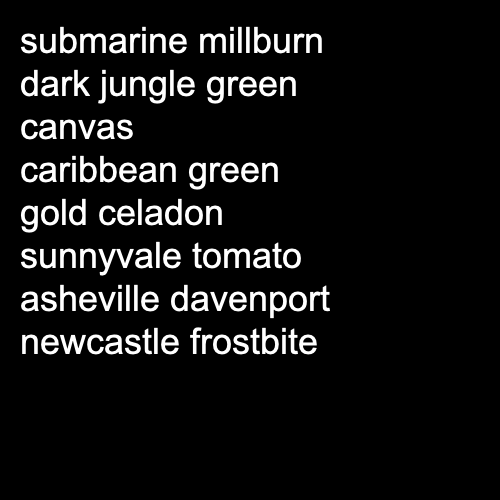 submarine millburn
dark jungle green
canvas
caribbean green
gold celadon
sunnyvale tomato
asheville davenport
newcastle frostbite